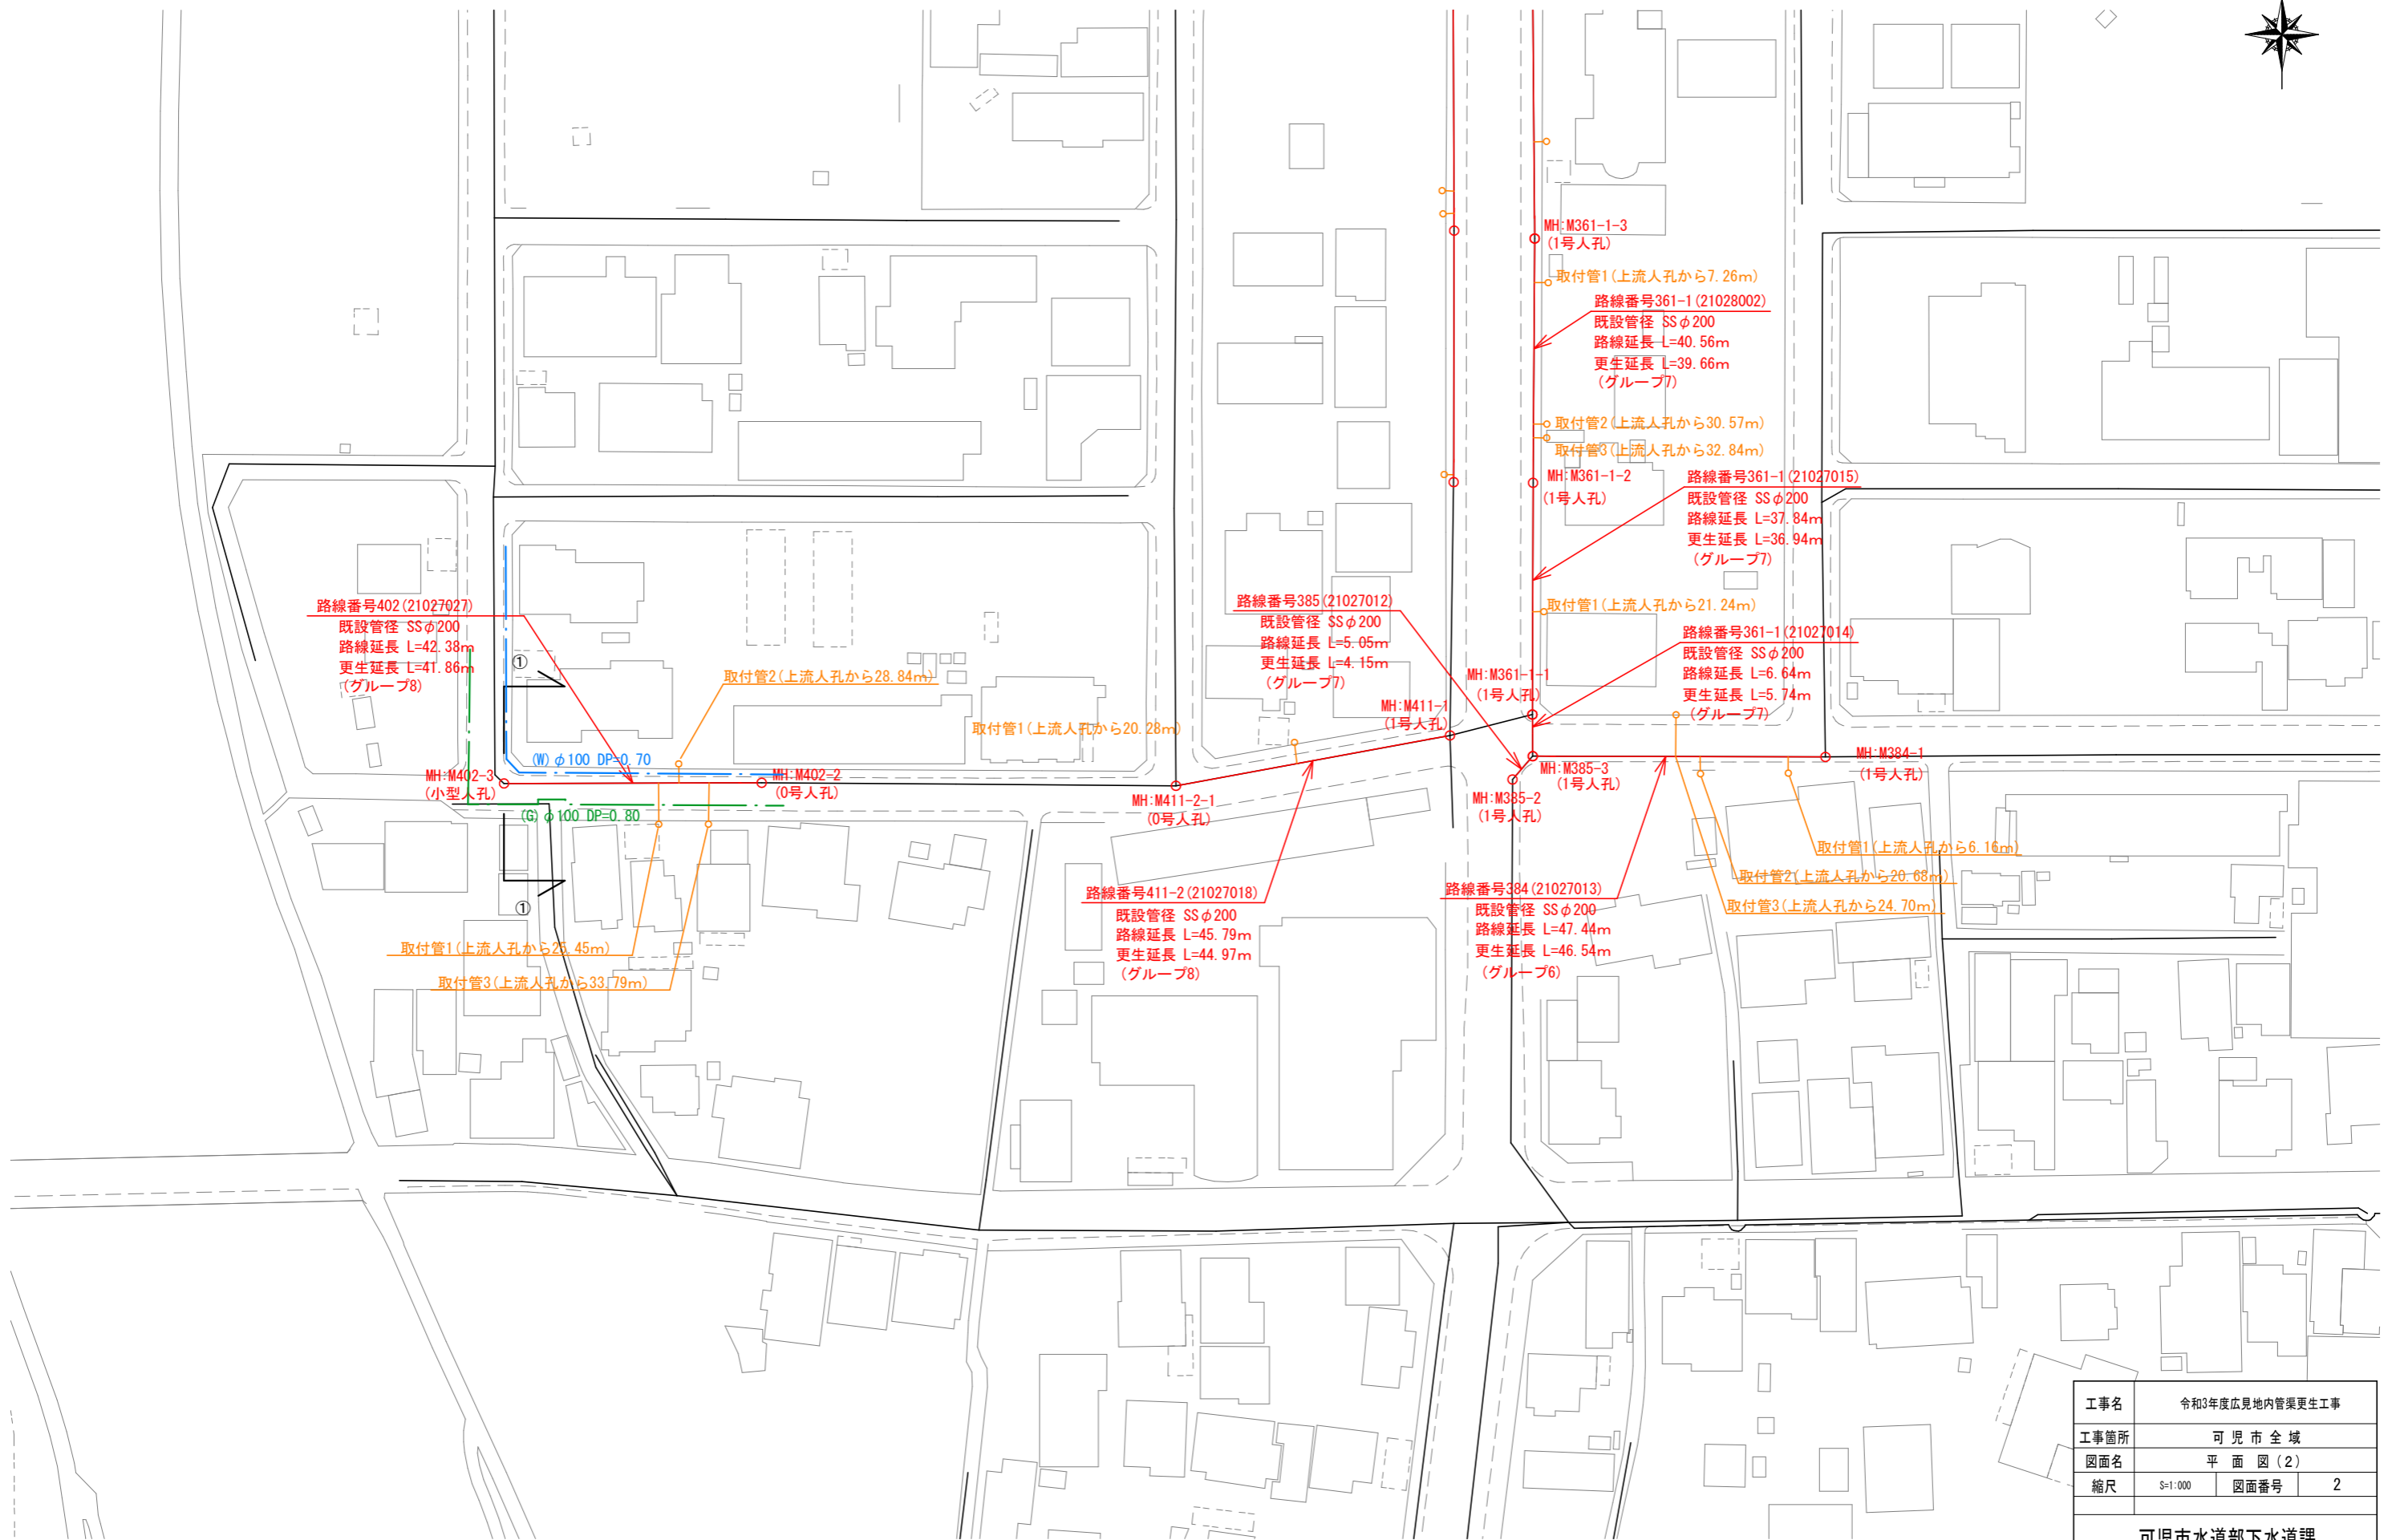 MH:M361-1-3
(1号人孔)
取付管1(上流人孔から7.26m)
路線番号361-1(21028002)
既設管径 SSφ200
路線延長 L=40.56m
更生延長 L=39.66m
(グループ7)
取付管2(上流人孔から30.57m)
取付管3(上流人孔から32.84m)
MH:M361-1-2
(1号人孔)
路線番号361-1(21027015)
既設管径 SSφ200
路線延長 L=37.84m
更生延長 L=36.94m
(グループ7)
取付管1(上流人孔から21.24m)
路線番号361-1(21027014)
既設管径 SSφ200
路線延長 L=6.64m
更生延長 L=5.74m
(グループ7)
路線番号385(21027012)
既設管径 SSφ200
路線延長 L=5.05m
更生延長 L=4.15m
(グループ7)
MH:M361-1-1
(1号人孔)
MH:M411-1
(1号人孔)
路線番号402(21027027)
既設管径 SSφ200
路線延長 L=42.38m
更生延長 L=41.86m
(グループ8)
①
取付管2(上流人孔から28.84m)
取付管1(上流人孔から20.28m)
(W)φ100 DP=0.70
MH:M402-3
(小型人孔)
MH:M402-2
(0号人孔)
(G)φ100 DP=0.80
MH:M411-2-1
(0号人孔)
MH:M385-3
(1号人孔)
MH:M385-2
(1号人孔)
MH:M384-1
(1号人孔)
取付管1(上流人孔から6.16m)
取付管2(上流人孔から20.68m)
取付管3(上流人孔から24.70m)
路線番号411-2(21027018)
既設管径 SSφ200
路線延長 L=45.79m
更生延長 L=44.97m
(グループ8)
路線番号384(21027013)
既設管径 SSφ200
路線延長 L=47.44m
更生延長 L=46.54m
(グループ6)
①
取付管1(上流人孔から25.45m)
取付管3(上流人孔から33.79m)
工事名 令和3年度広見地内管渠更生工事
工事箇所 可児市全域
図面名 平面図(2)
縮尺 S=1:000 図面番号 2
可児市水道部下水道課